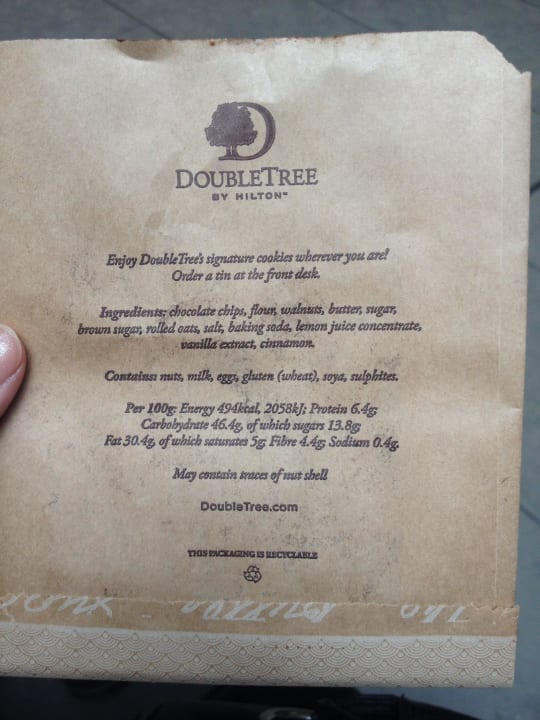 D
DOUBLETREE
BY HILTON™
Enjoy DoubleTree's signature cookies wherever you are!
Order a tin at the front desk.
Ingredients: chocolate chips, flour, walnuts, butter, sugar,
brown sugar, rolled oats, salt, baking soda, lemon juice concentrate,
vanilla extract, cinnamon.
Contains: nuts, milk, eggs, gluten (wheat), soya, sulphites.
Per 100g: Energy 494kcal, 2058kJ; Protein 6.4g;
Carbohydrate 46.4g, of which sugars 13.8g;
Fat 30.4g, of which saturates 5g; Fibre 4.4g; Sodium 0.4g.
May contain traces of nut shell
DoubleTree.com
THIS PACKAGING IS RECYCLABLE